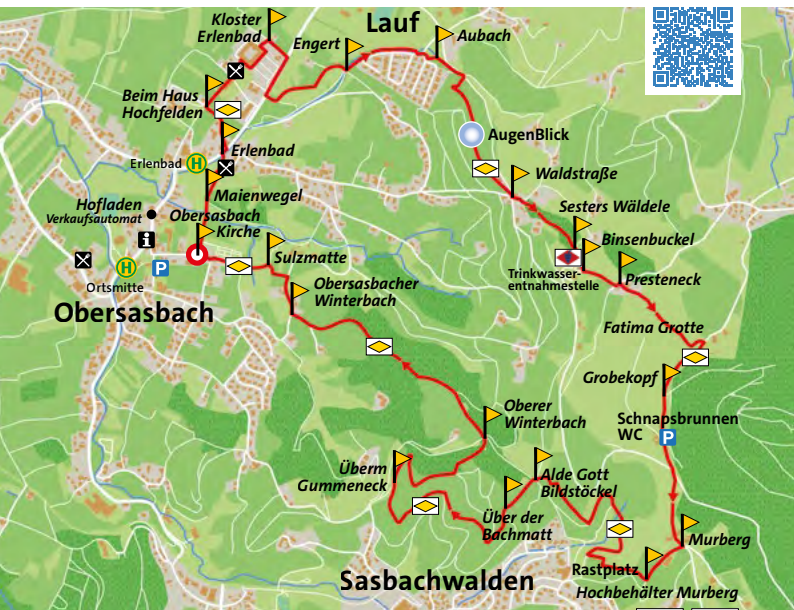 Kloster
Erlenbad
Lauf
Engert
Aubach
Beim Haus
Hochfelden
Erlenbad
AugenBlick
Erlenbad
H
Waldstraße
Maienwegel
Hofladen
Verkaufsautomat
Obersasbach
Kirche
Sesters Wäldele
Binsenbuckel
i
Sulzmatte
Trinkwasser-
entnahmestelle
Presteneck
H
P
Ortsmitte
Obersasbacher
Winterbach
Obersasbach
Fatima Grotte
Grobekopf
Oberer
Winterbach
Schnapsbrunnen
WC
P
Überm
Gummeneck
Alde Gott
Bildstöckel
Über der
Bachmatt
Murberg
Rastplatz
Sasbachwalden
Hochbehälter Murberg